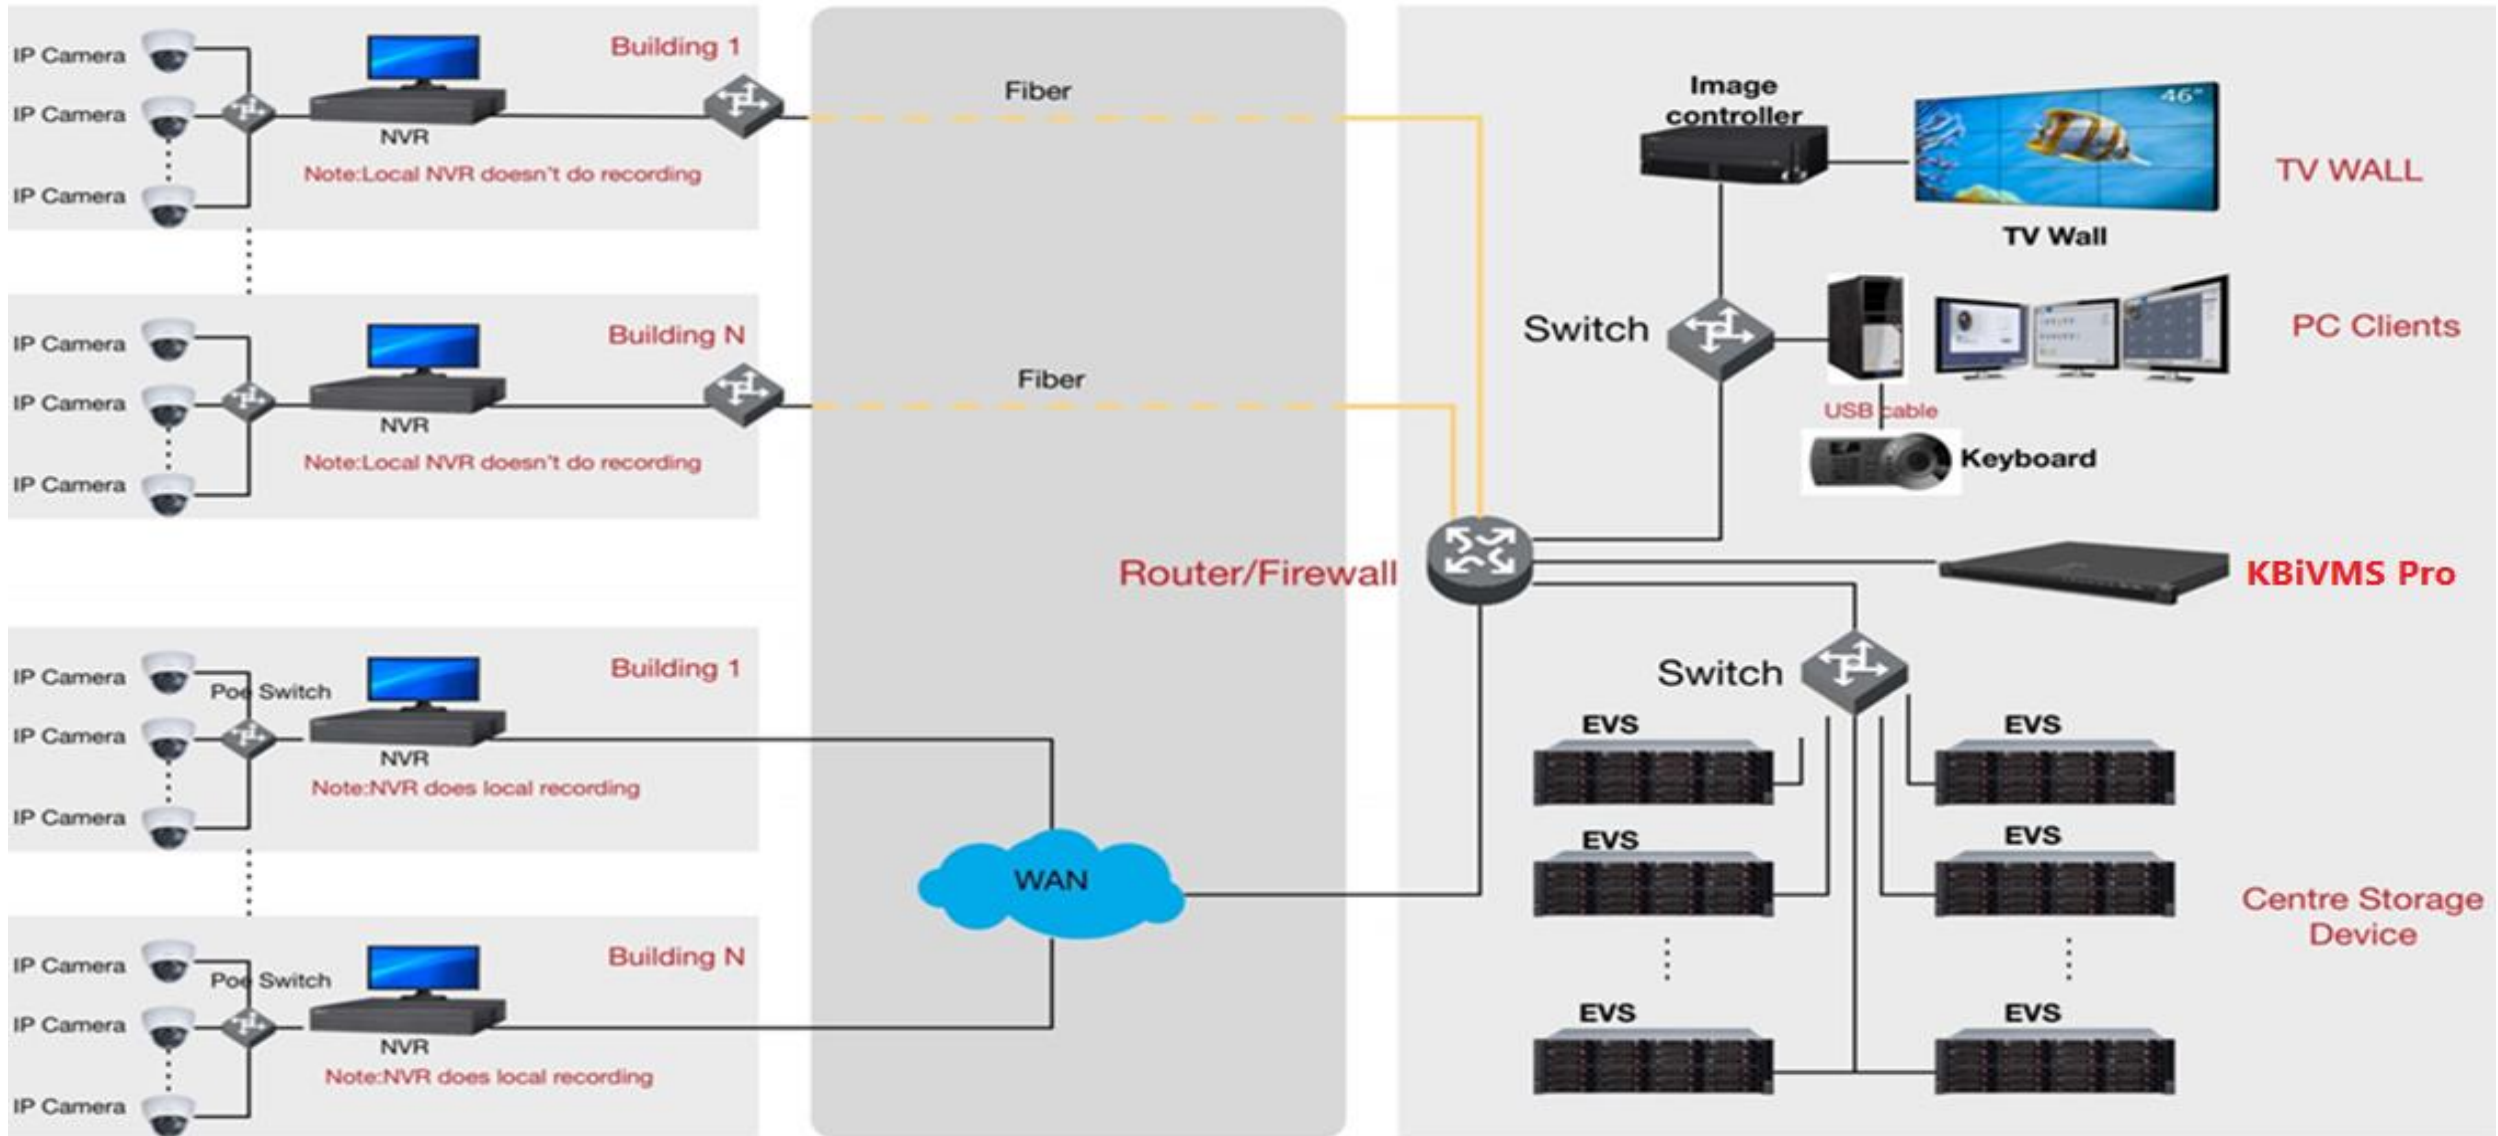 IP Camera
IP Camera
IP Camera
NVR
Building 1
Note:Local NVR doesn't do recording
IP Camera
IP Camera
IP Camera
NVR
Building N
Note:Local NVR doesn't do recording
IP Camera
IP Camera
IP Camera
Poe Switch
NVR
Building 1
Note:NVR does local recording
IP Camera
IP Camera
IP Camera
Poe Switch
NVR
Building N
Note:NVR does local recording
Fiber
Fiber
WAN
Router/Firewall
Image
controller
46"
TV Wall
TV WALL
Switch
PC Clients
USB cable
Keyboard
KBiVMS Pro
Switch
EVS
EVS
EVS
EVS
EVS
EVS
Centre Storage
Device